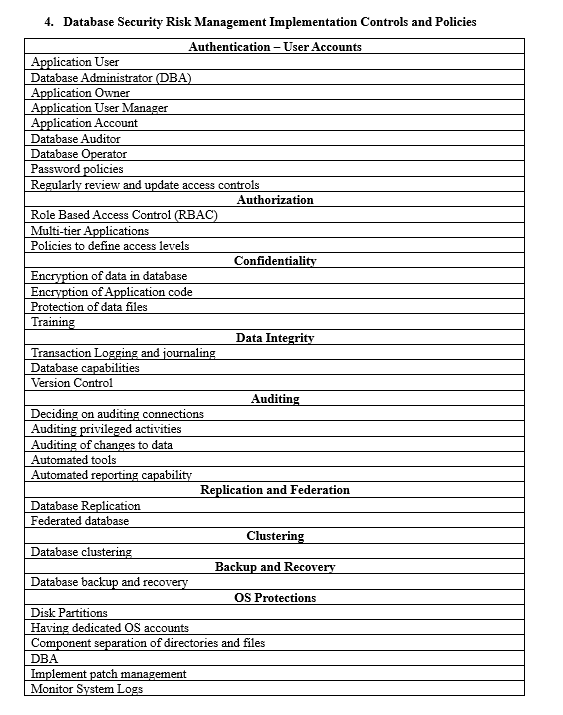 4. Database Security Risk Management Implementation Controls and Policies
Authentication – User Accounts
Application User
Database Administrator (DBA)
Application Owner
Application User Manager
Application Account
Database Auditor
Database Operator
Password policies
Regularly review and update access controls
Authorization
Role Based Access Control (RBAC)
Multi-tier Applications
Policies to define access levels
Confidentiality
Encryption of data in database
Encryption of Application code
Protection of data files
Training
Data Integrity
Transaction Logging and journaling
Database capabilities
Version Control
Auditing
Deciding on auditing connections
Auditing privileged activities
Auditing of changes to data
Automated tools
Automated reporting capability
Replication and Federation
Database Replication
Federated database
Clustering
Database clustering
Backup and Recovery
Database backup and recovery
OS Protections
Disk Partitions
Having dedicated OS accounts
Component separation of directories and files
DBA
Implement patch management
Monitor System Logs